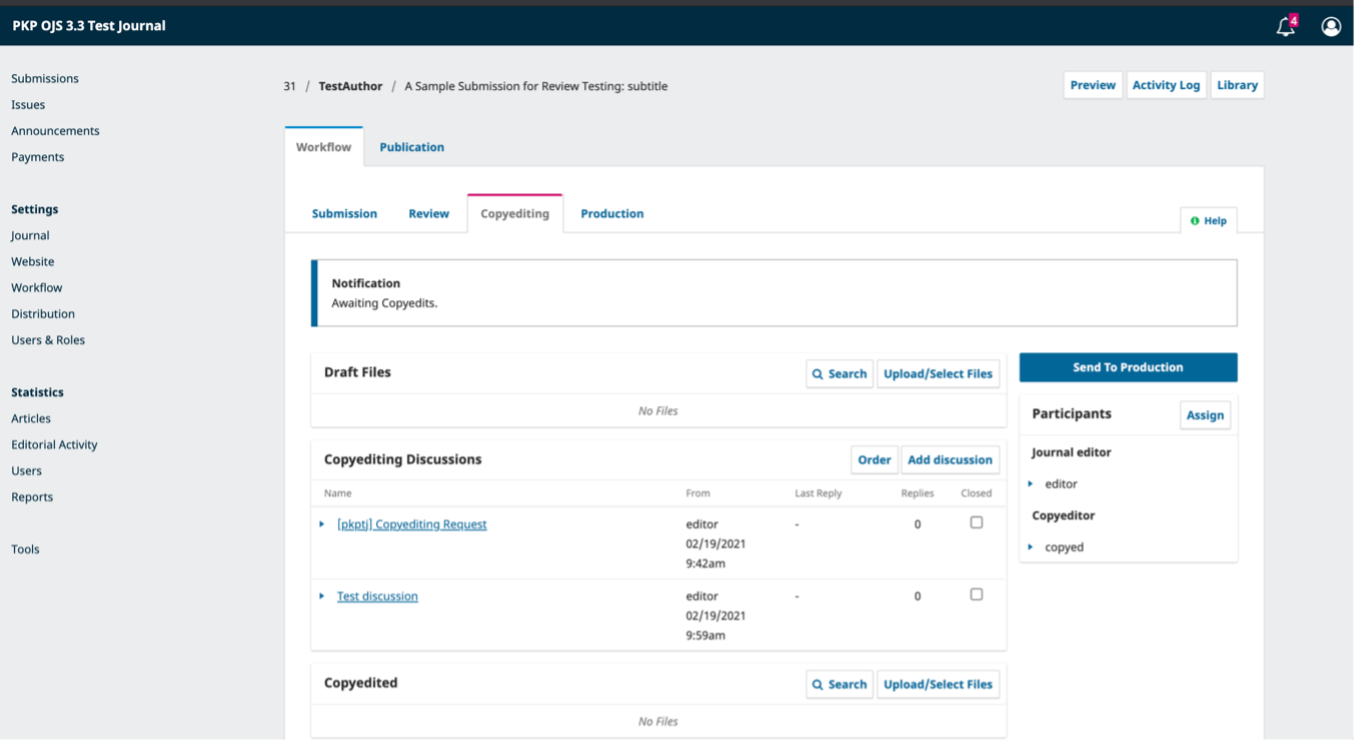 PKP OJS 3.3 Test Journal
4
Submissions
Issues
Announcements
Payments
Settings
Journal
Website
Workflow
Distribution
Users & Roles
Statistics
Articles
Editorial Activity
Users
Reports
Tools
31 / TestAuthor / A Sample Submission for Review Testing: subtitle
Preview Activity Log Library
Workflow Publication
Submission Review Copyediting Production
Help
Notification
Awaiting Copyedits.
Draft Files Search Upload/Select Files
No Files
Copyediting Discussions Order Add discussion
Name From Last Reply Replies Closed
[pkptj] Copyediting Request editor - 0
02/19/2021
9:42am
Test discussion editor - 0
02/19/2021
9:59am
Copyedited Search Upload/Select Files
No Files
Send To Production
Participants Assign
Journal editor
editor
Copyeditor
copyed